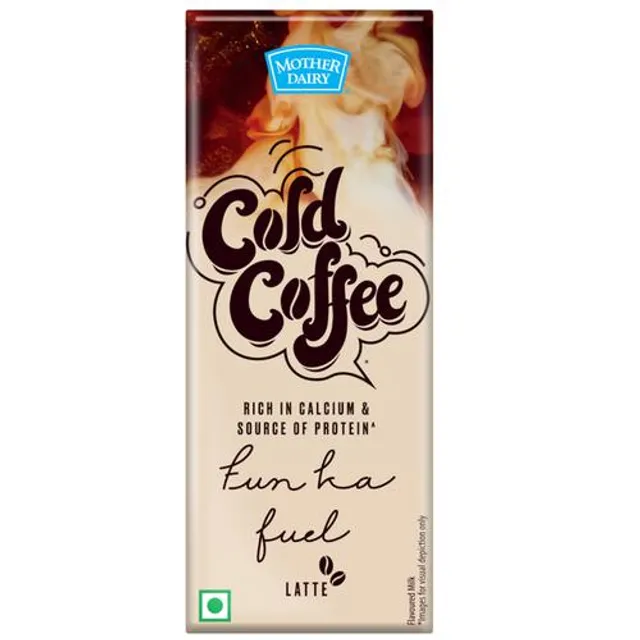 MOTHER
DAIRY
Cold
Coffee*
RICH IN CALCIUM &
SOURCE OF PROTEIN^
Fun ka
fuel
LATTE
Flavoured Milk
*Images for visual depiction only